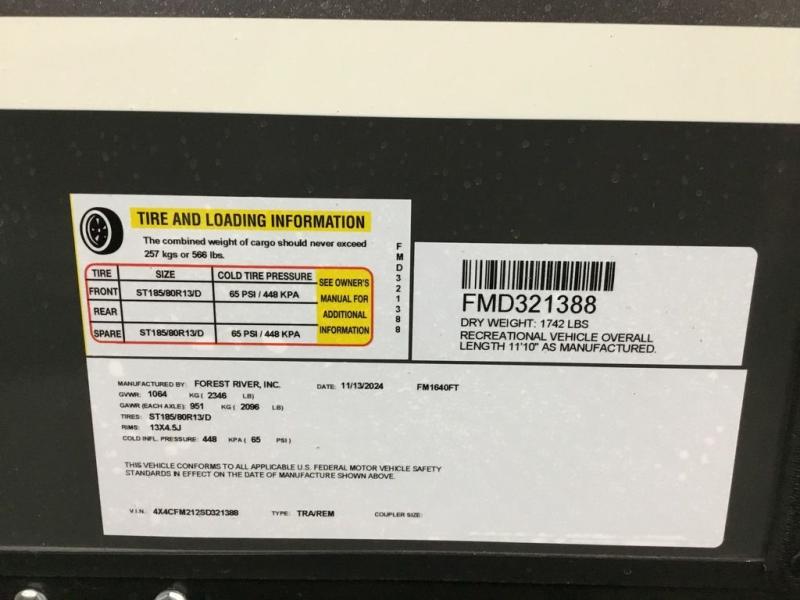 TIRE AND LOADING INFORMATION
The combined weight of cargo should never exceed
257 kgs or 566 lbs.
TIRE SIZE COLD TIRE PRESSURE SEE OWNER'S MANUAL FOR ADDITIONAL INFORMATION
FRONT ST185/80R13/D 65 PSI / 448 KPA
REAR
SPARE ST185/80R13/D 65 PSI / 448 KPA
FMD321388
FMD321388
DRY WEIGHT: 1742 LBS
RECREATIONAL VEHICLE OVERALL
LENGTH 11'10" AS MANUFACTURED.
MANUFACTURED BY: FOREST RIVER, INC. DATE: 11/13/2024 FM1640FT
GVWR: 1064 KG ( 2346 LB)
GAWR (EACH AXLE): 951 KG ( 2096 LB)
TIRES: ST185/80R13/D
RIMS: 13X4.5J
COLD INFL. PRESSURE: 448 KPA ( 65 PSI )
THIS VEHICLE CONFORMS TO ALL APPLICABLE U.S. FEDERAL MOTOR VEHICLE SAFETY
STANDARDS IN EFFECT ON THE DATE OF MANUFACTURE SHOWN ABOVE.
V.I.N. 4X4CFM212SD321388 TYPE: TRA/REM COUPLER SIZE: